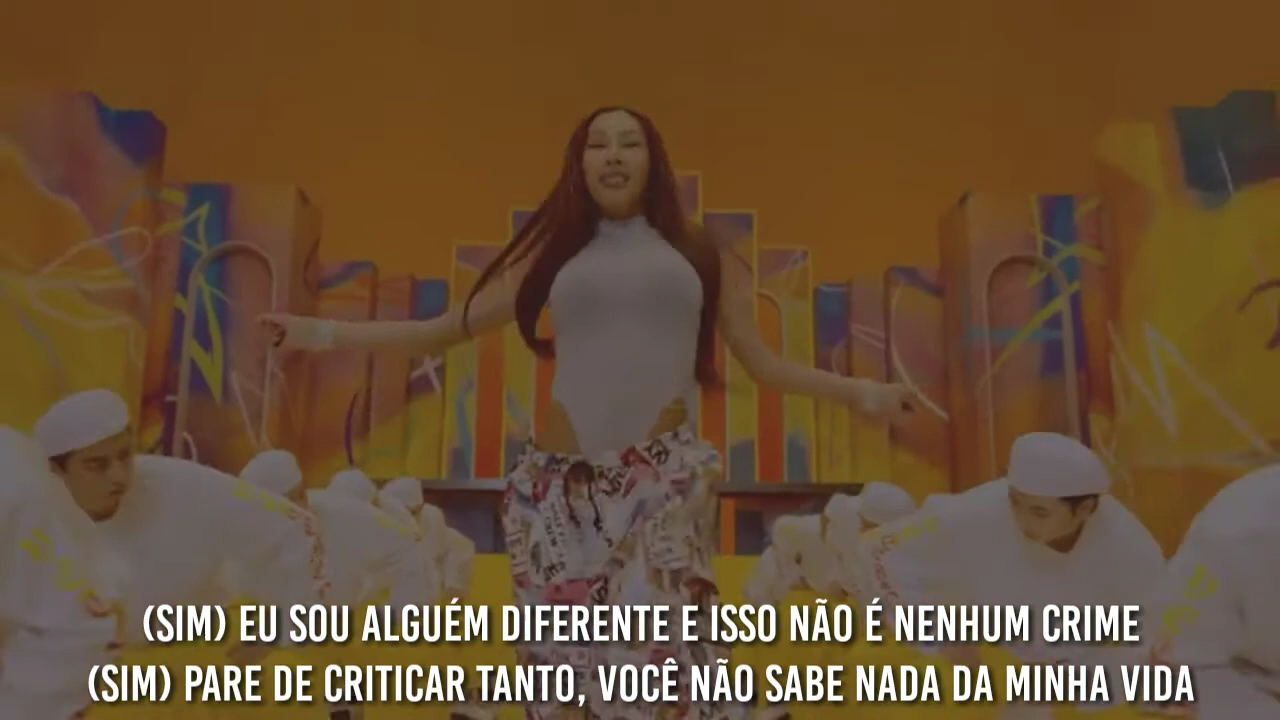 (SIM) EU SOU ALGUÉM DIFERENTE E ISSO NÃO É NENHUM CRIME
(SIM) PARE DE CRITICAR TANTO, VOCÊ NÃO SABE NADA DA MINHA VIDA